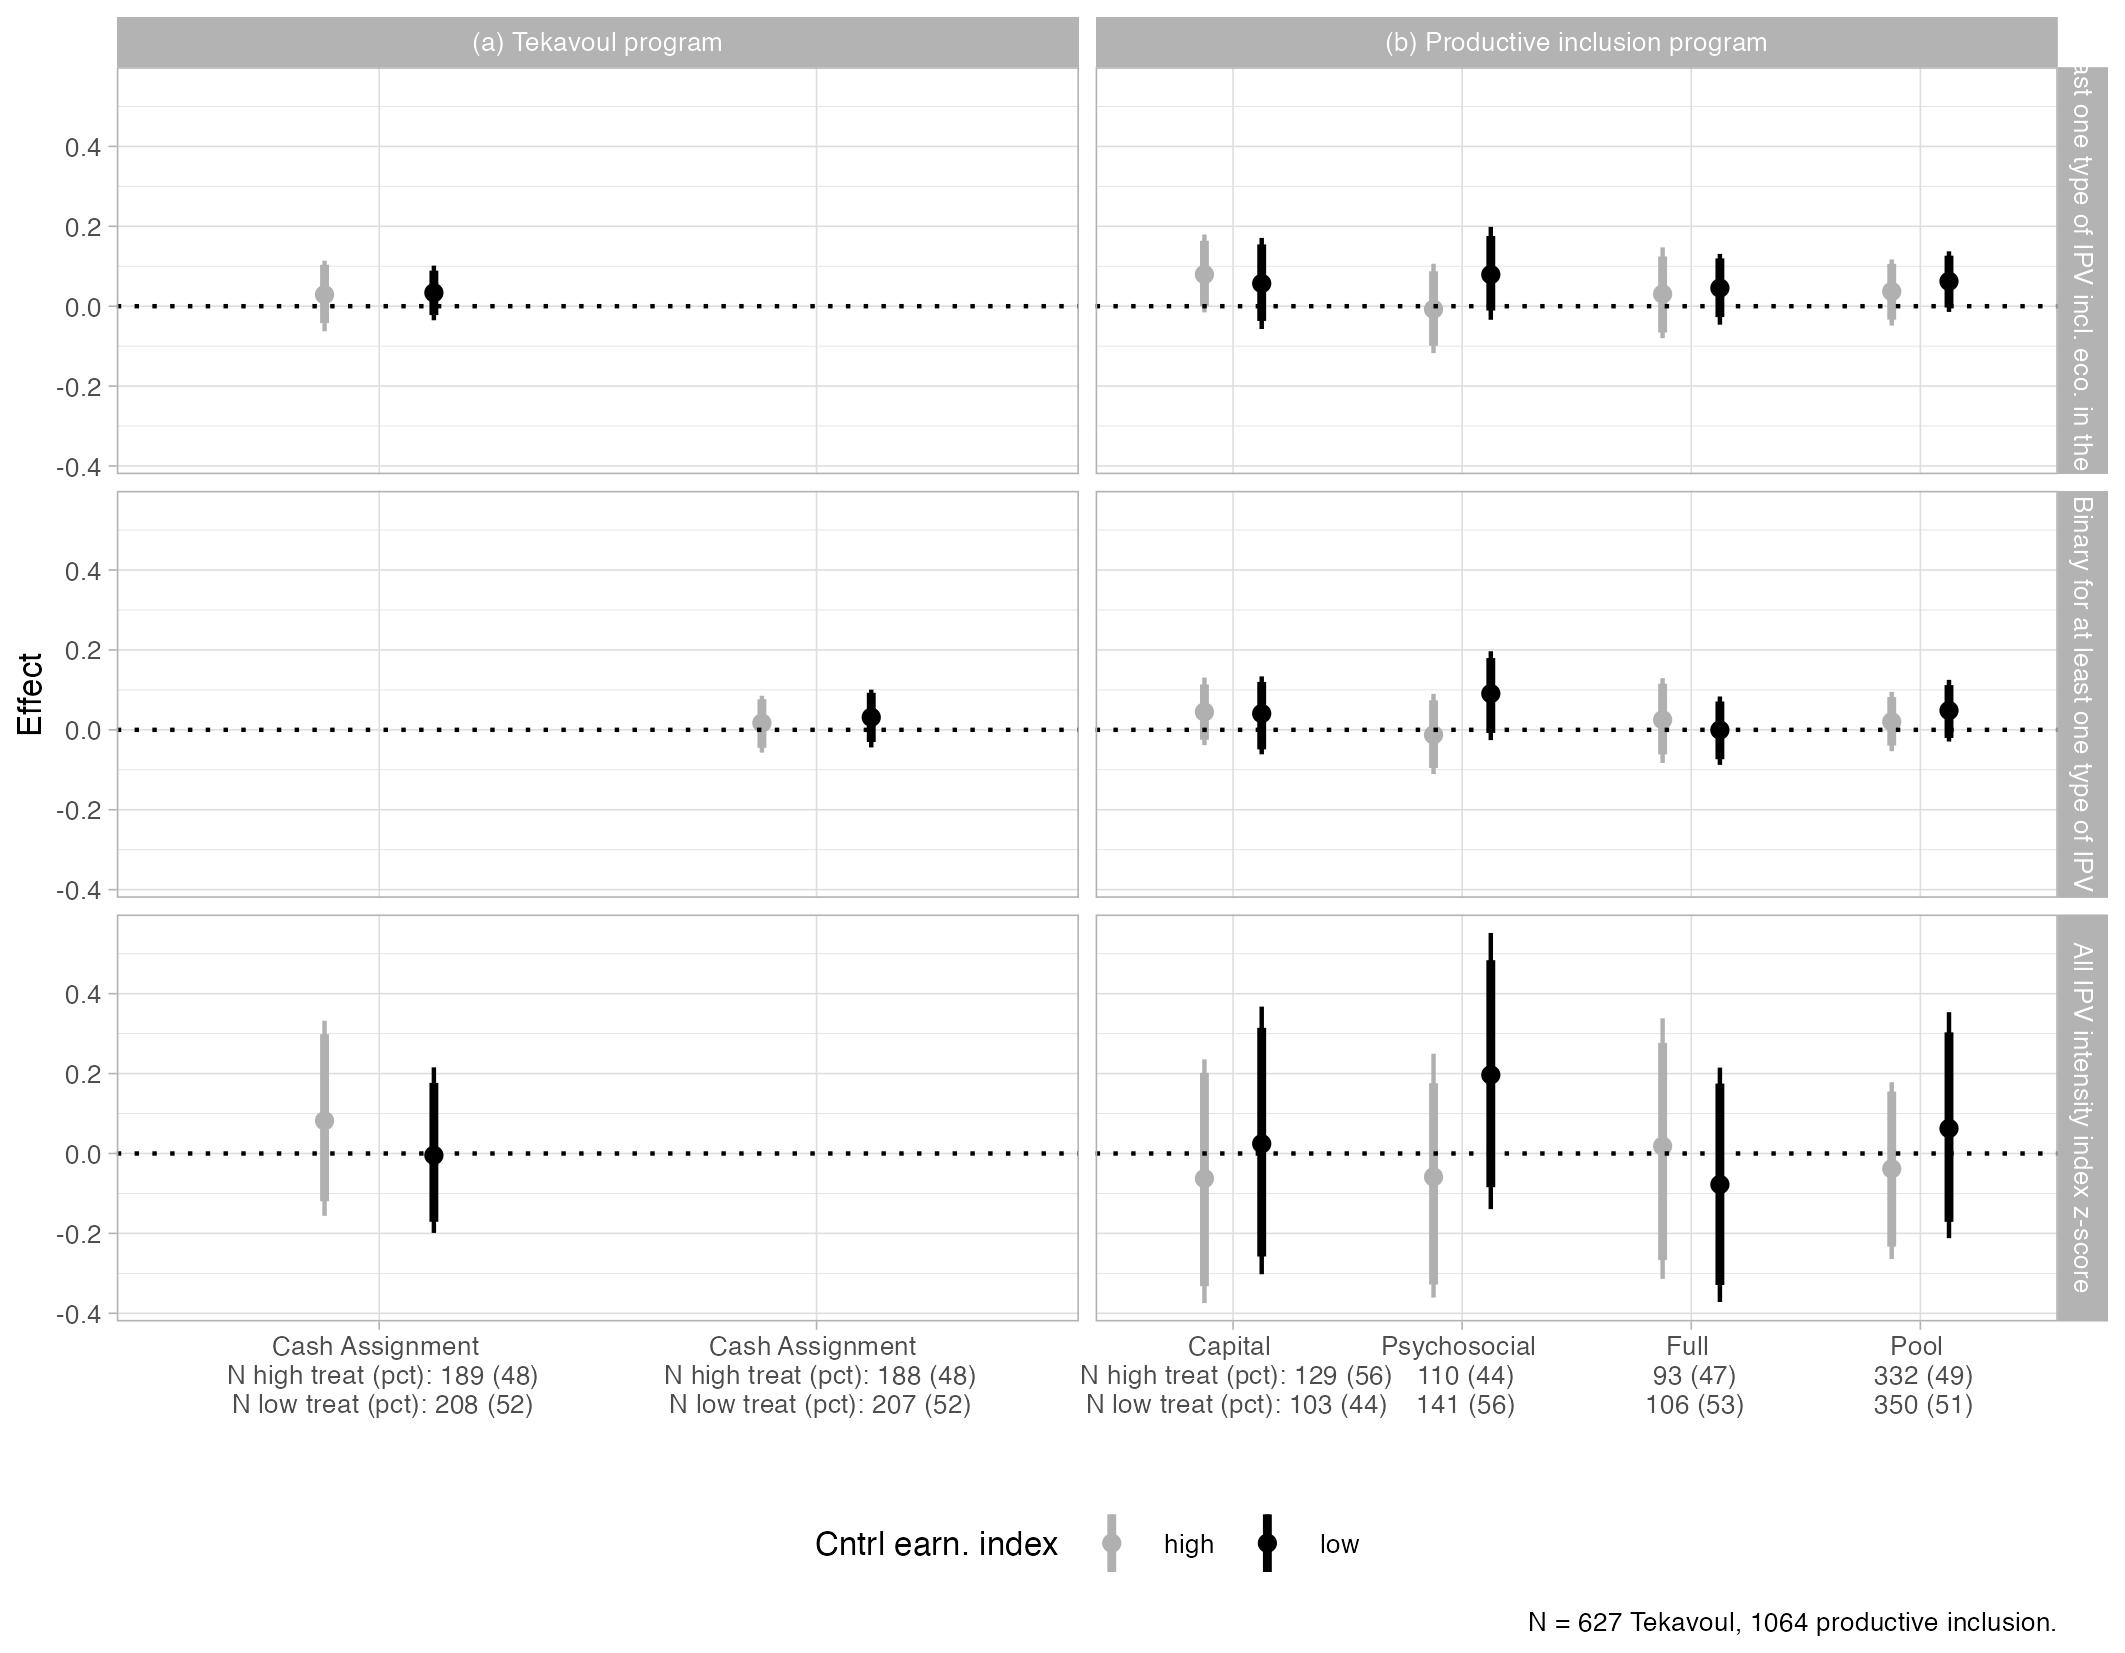 (a) Tekavoul program
(b) Productive inclusion program
0.4
0.2
0.0
-0.2
-0.4
one type of IPV incl. eco. in the
0.4
0.2
0.0
-0.2
-0.4
Binary for at least one type of IPV
0.4
0.2
0.0
-0.2
-0.4
All IPV intensity index z-score
Effect
Cash Assignment
N high treat (pct): 189 (48)
N low treat (pct): 208 (52)
Cash Assignment
N high treat (pct): 188 (48)
N low treat (pct): 207 (52)
Capital
N high treat (pct): 129 (56)
N low treat (pct): 103 (44)
Psychosocial
110 (44)
141 (56)
Full
93 (47)
106 (53)
Pool
332 (49)
350 (51)
Cntrl earn. index
high
low
N = 627 Tekavoul, 1064 productive inclusion.